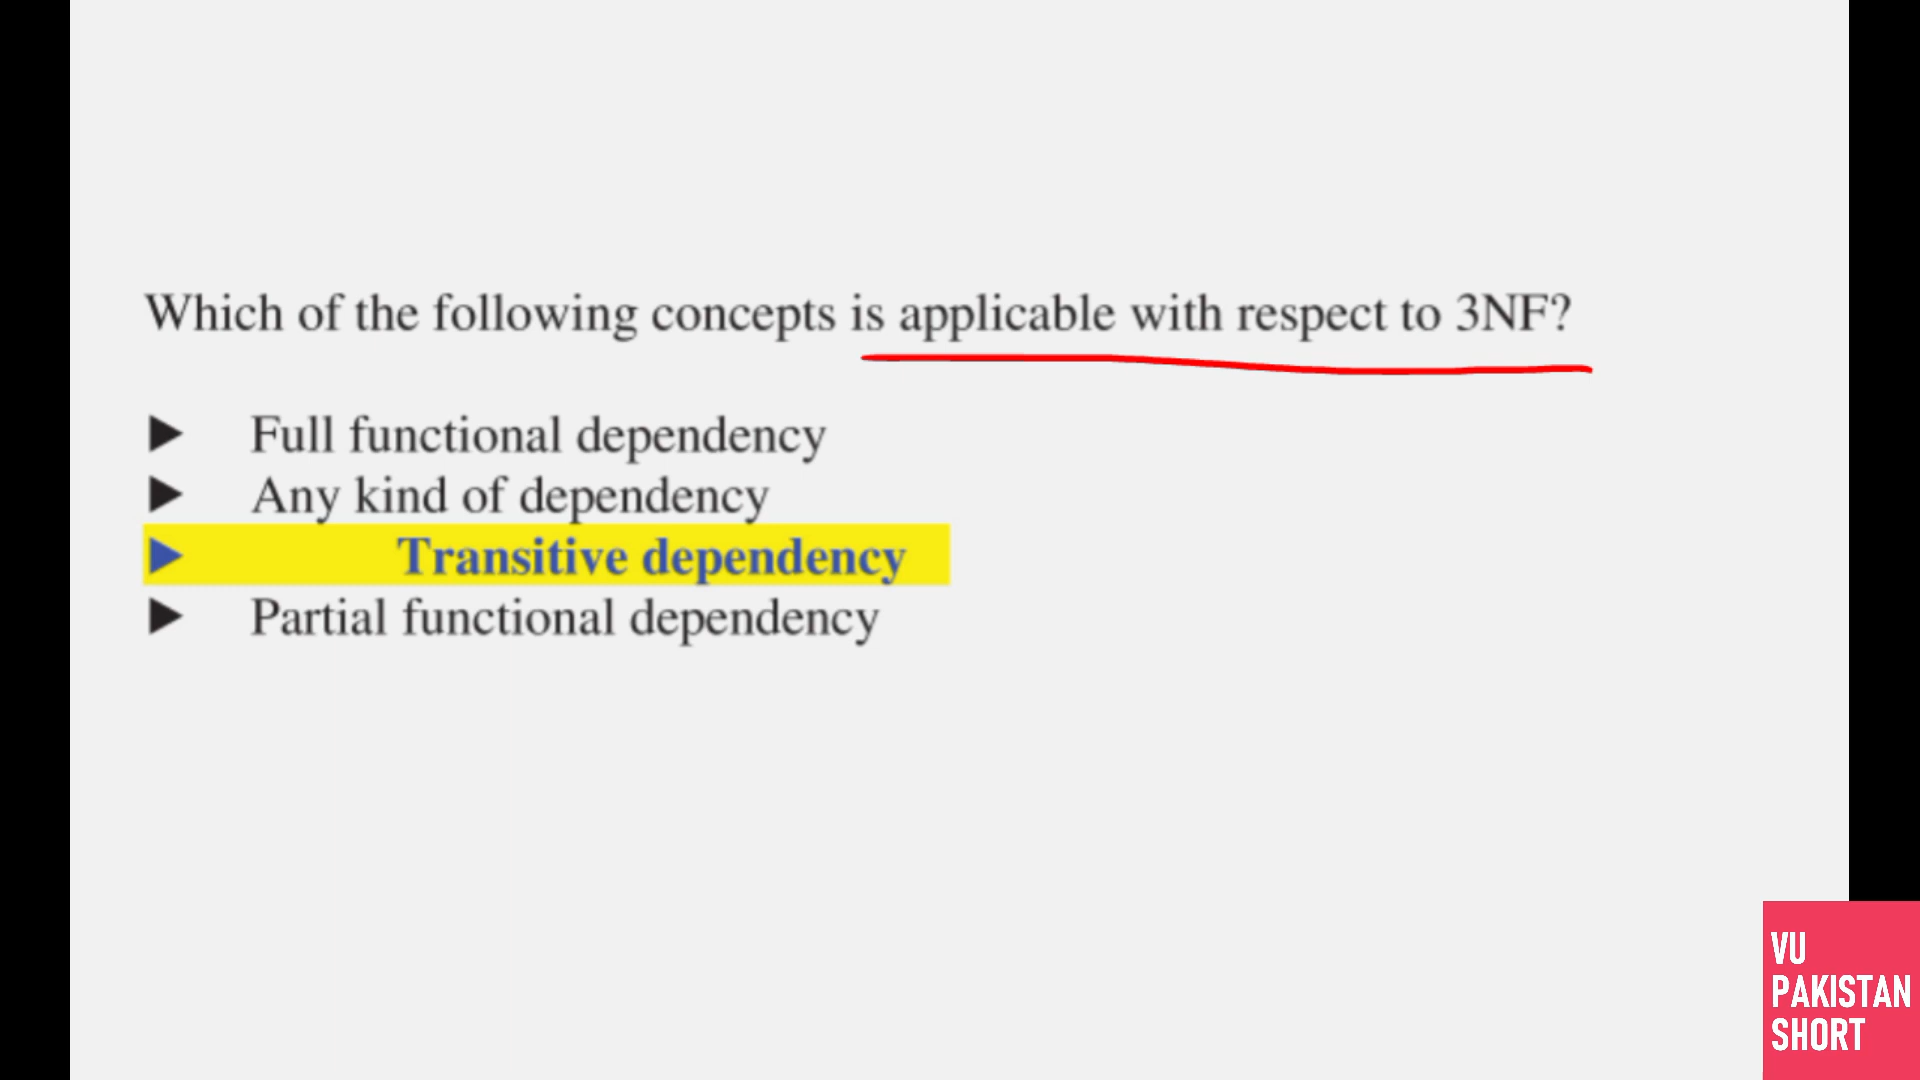 Which of the following concepts is applicable with respect to 3NF?
▶ Full functional dependency
▶ Any kind of dependency
▶ Transitive dependency
▶ Partial functional dependency
VU
PAKISTAN
SHORT